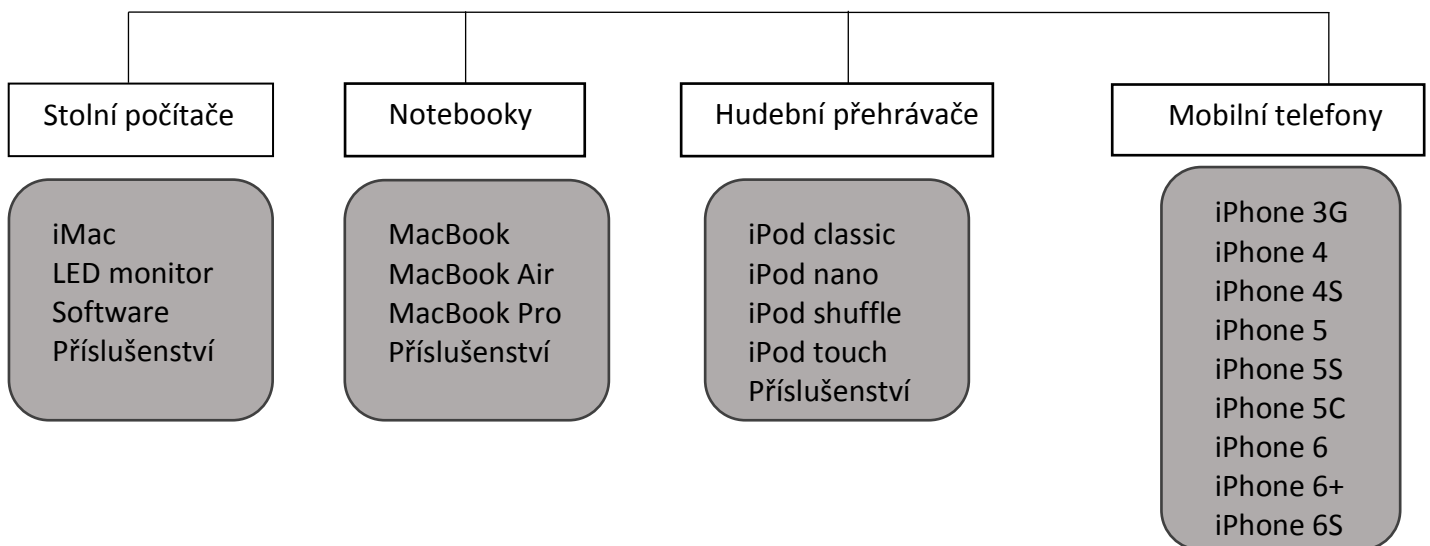 Stolní počítače
Notebooky
Hudební přehrávače
Mobilní telefony
iMac
LED monitor
Software
Příslušenství
MacBook
MacBook Air
MacBook Pro
Příslušenství
iPod classic
iPod nano
iPod shuffle
iPod touch
Příslušenství
iPhone 3G
iPhone 4
iPhone 4S
iPhone 5
iPhone 5S
iPhone 5C
iPhone 6
iPhone 6+
iPhone 6S